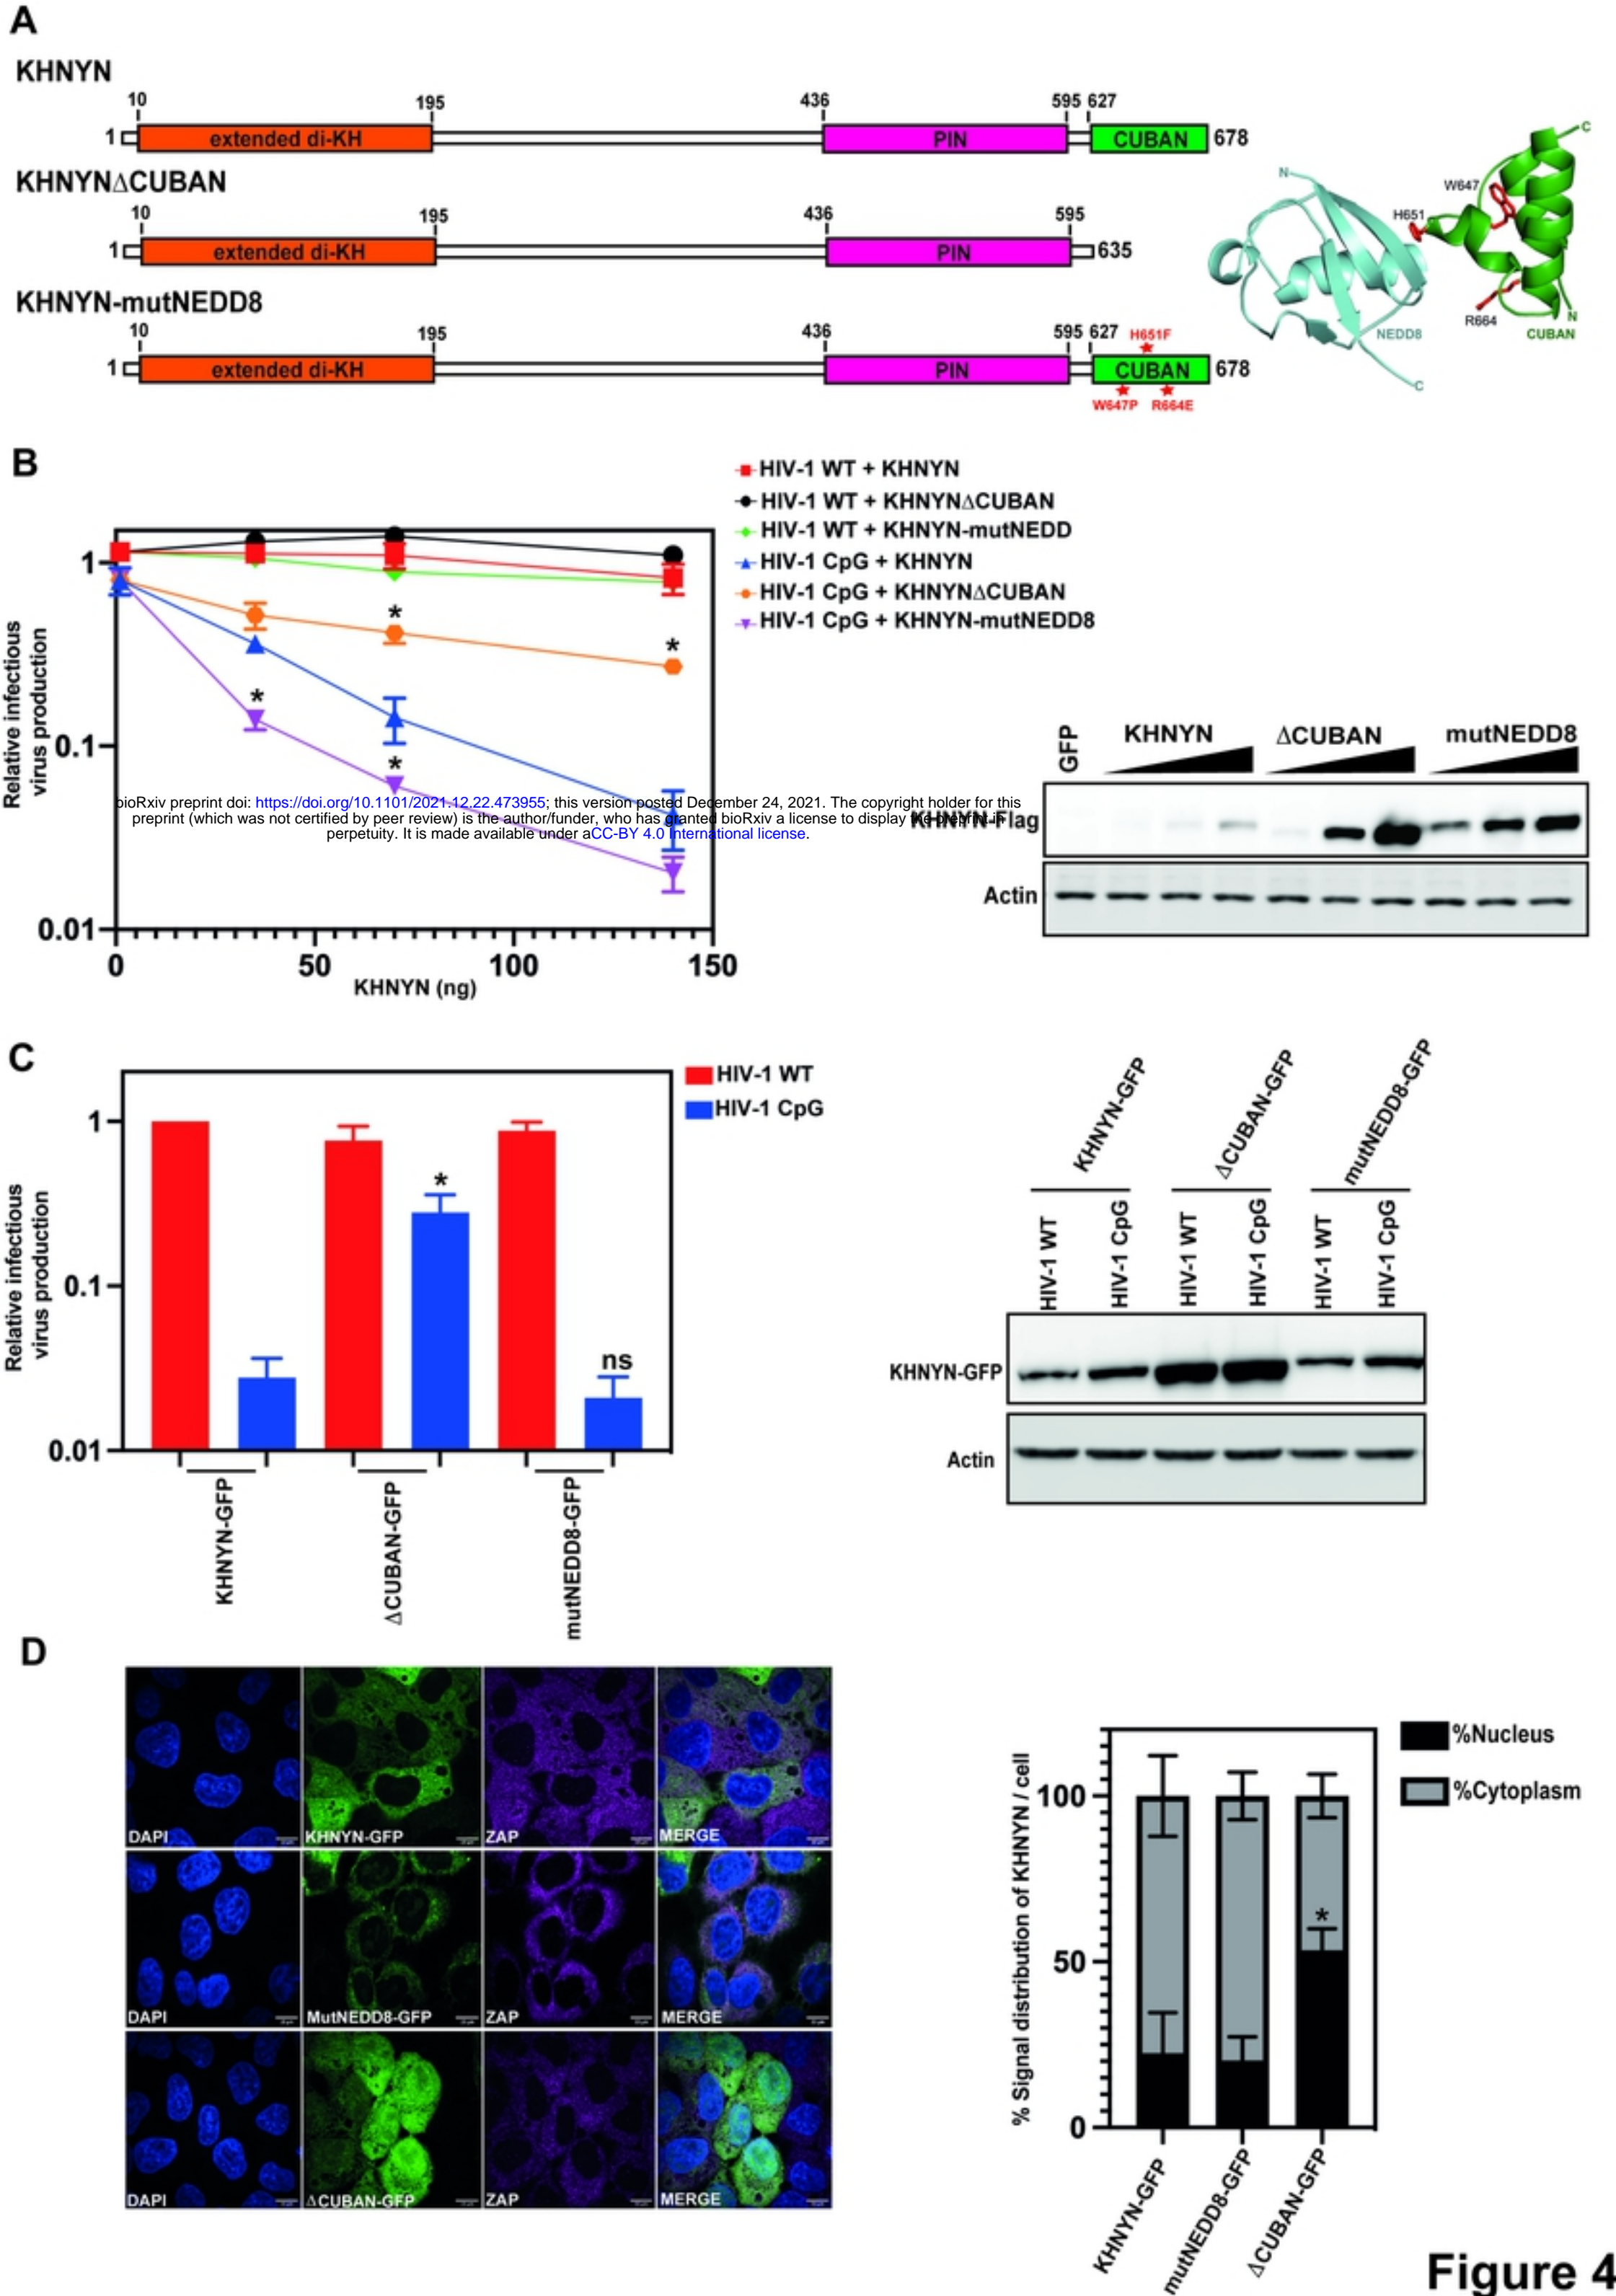 A
KHNYN
10 195 436 595 627
1 extended di-KH PIN CUBAN 678
KHNYNΔCUBAN
10 195 436 595
1 extended di-KH PIN 635
KHNYN-mutNEDD8
10 195 436 595 627 H651F
1 extended di-KH PIN CUBAN 678
W647P R664E
N
C
W647
H651
R664
N
NEDD8
CUBAN
C
B
HIV-1 WT + KHNYN
HIV-1 WT + KHNYNΔCUBAN
HIV-1 WT + KHNYN-mutNEDD
HIV-1 CpG + KHNYN
HIV-1 CpG + KHNYNΔCUBAN
HIV-1 CpG + KHNYN-mutNEDD8
Relative infectious
virus production
1
0.1
0.01
* * * * *
0 50 100 150
KHNYN (ng)
bioRxiv preprint doi: https://doi.org/10.1101/2021.12.22.473955; this version posted December 24, 2021. The copyright holder for this
preprint (which was not certified by peer review) is the author/funder, who has granted bioRxiv a license to display the preprint in
perpetuity. It is made available under aCC-BY 4.0 International license.
GFP KHNYN ΔCUBAN mutNEDD8
KHNYN-Flag
Actin
C
HIV-1 WT
HIV-1 CpG
Relative infectious
virus production
1
0.1
0.01
*
ns
KHNYN-GFP
ΔCUBAN-GFP
mutNEDD8-GFP
KHNYN-GFP ΔCUBAN-GFP mutNEDD8-GFP
HIV-1 WT HIV-1 CpG HIV-1 WT HIV-1 CpG HIV-1 WT HIV-1 CpG
KHNYN-GFP
Actin
D
DAPI KHNYN-GFP ZAP MERGE
DAPI MutNEDD8-GFP ZAP MERGE
DAPI ΔCUBAN-GFP ZAP MERGE
% Signal distribution of KHNYN / cell
100
50
0
*
%Nucleus
%Cytoplasm
KHNYN-GFP
mutNEDD8-GFP
ΔCUBAN-GFP
Figure 4